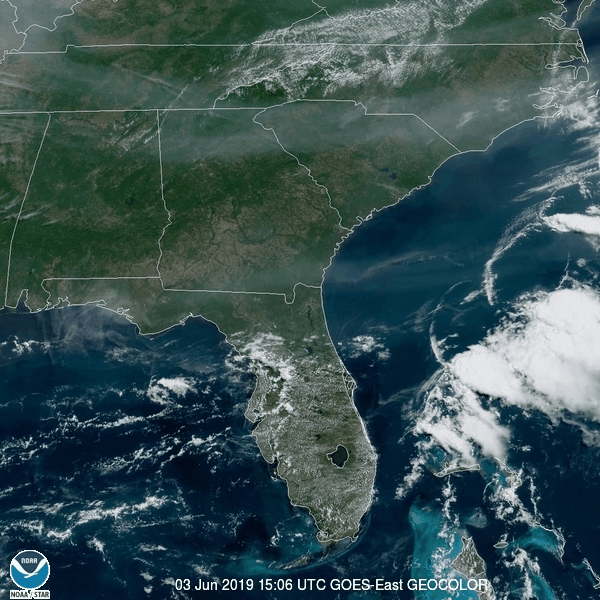 NOAA
NOAA STAR
03 Jun 2019 15:06 UTC GOES-East GEOCOLOR